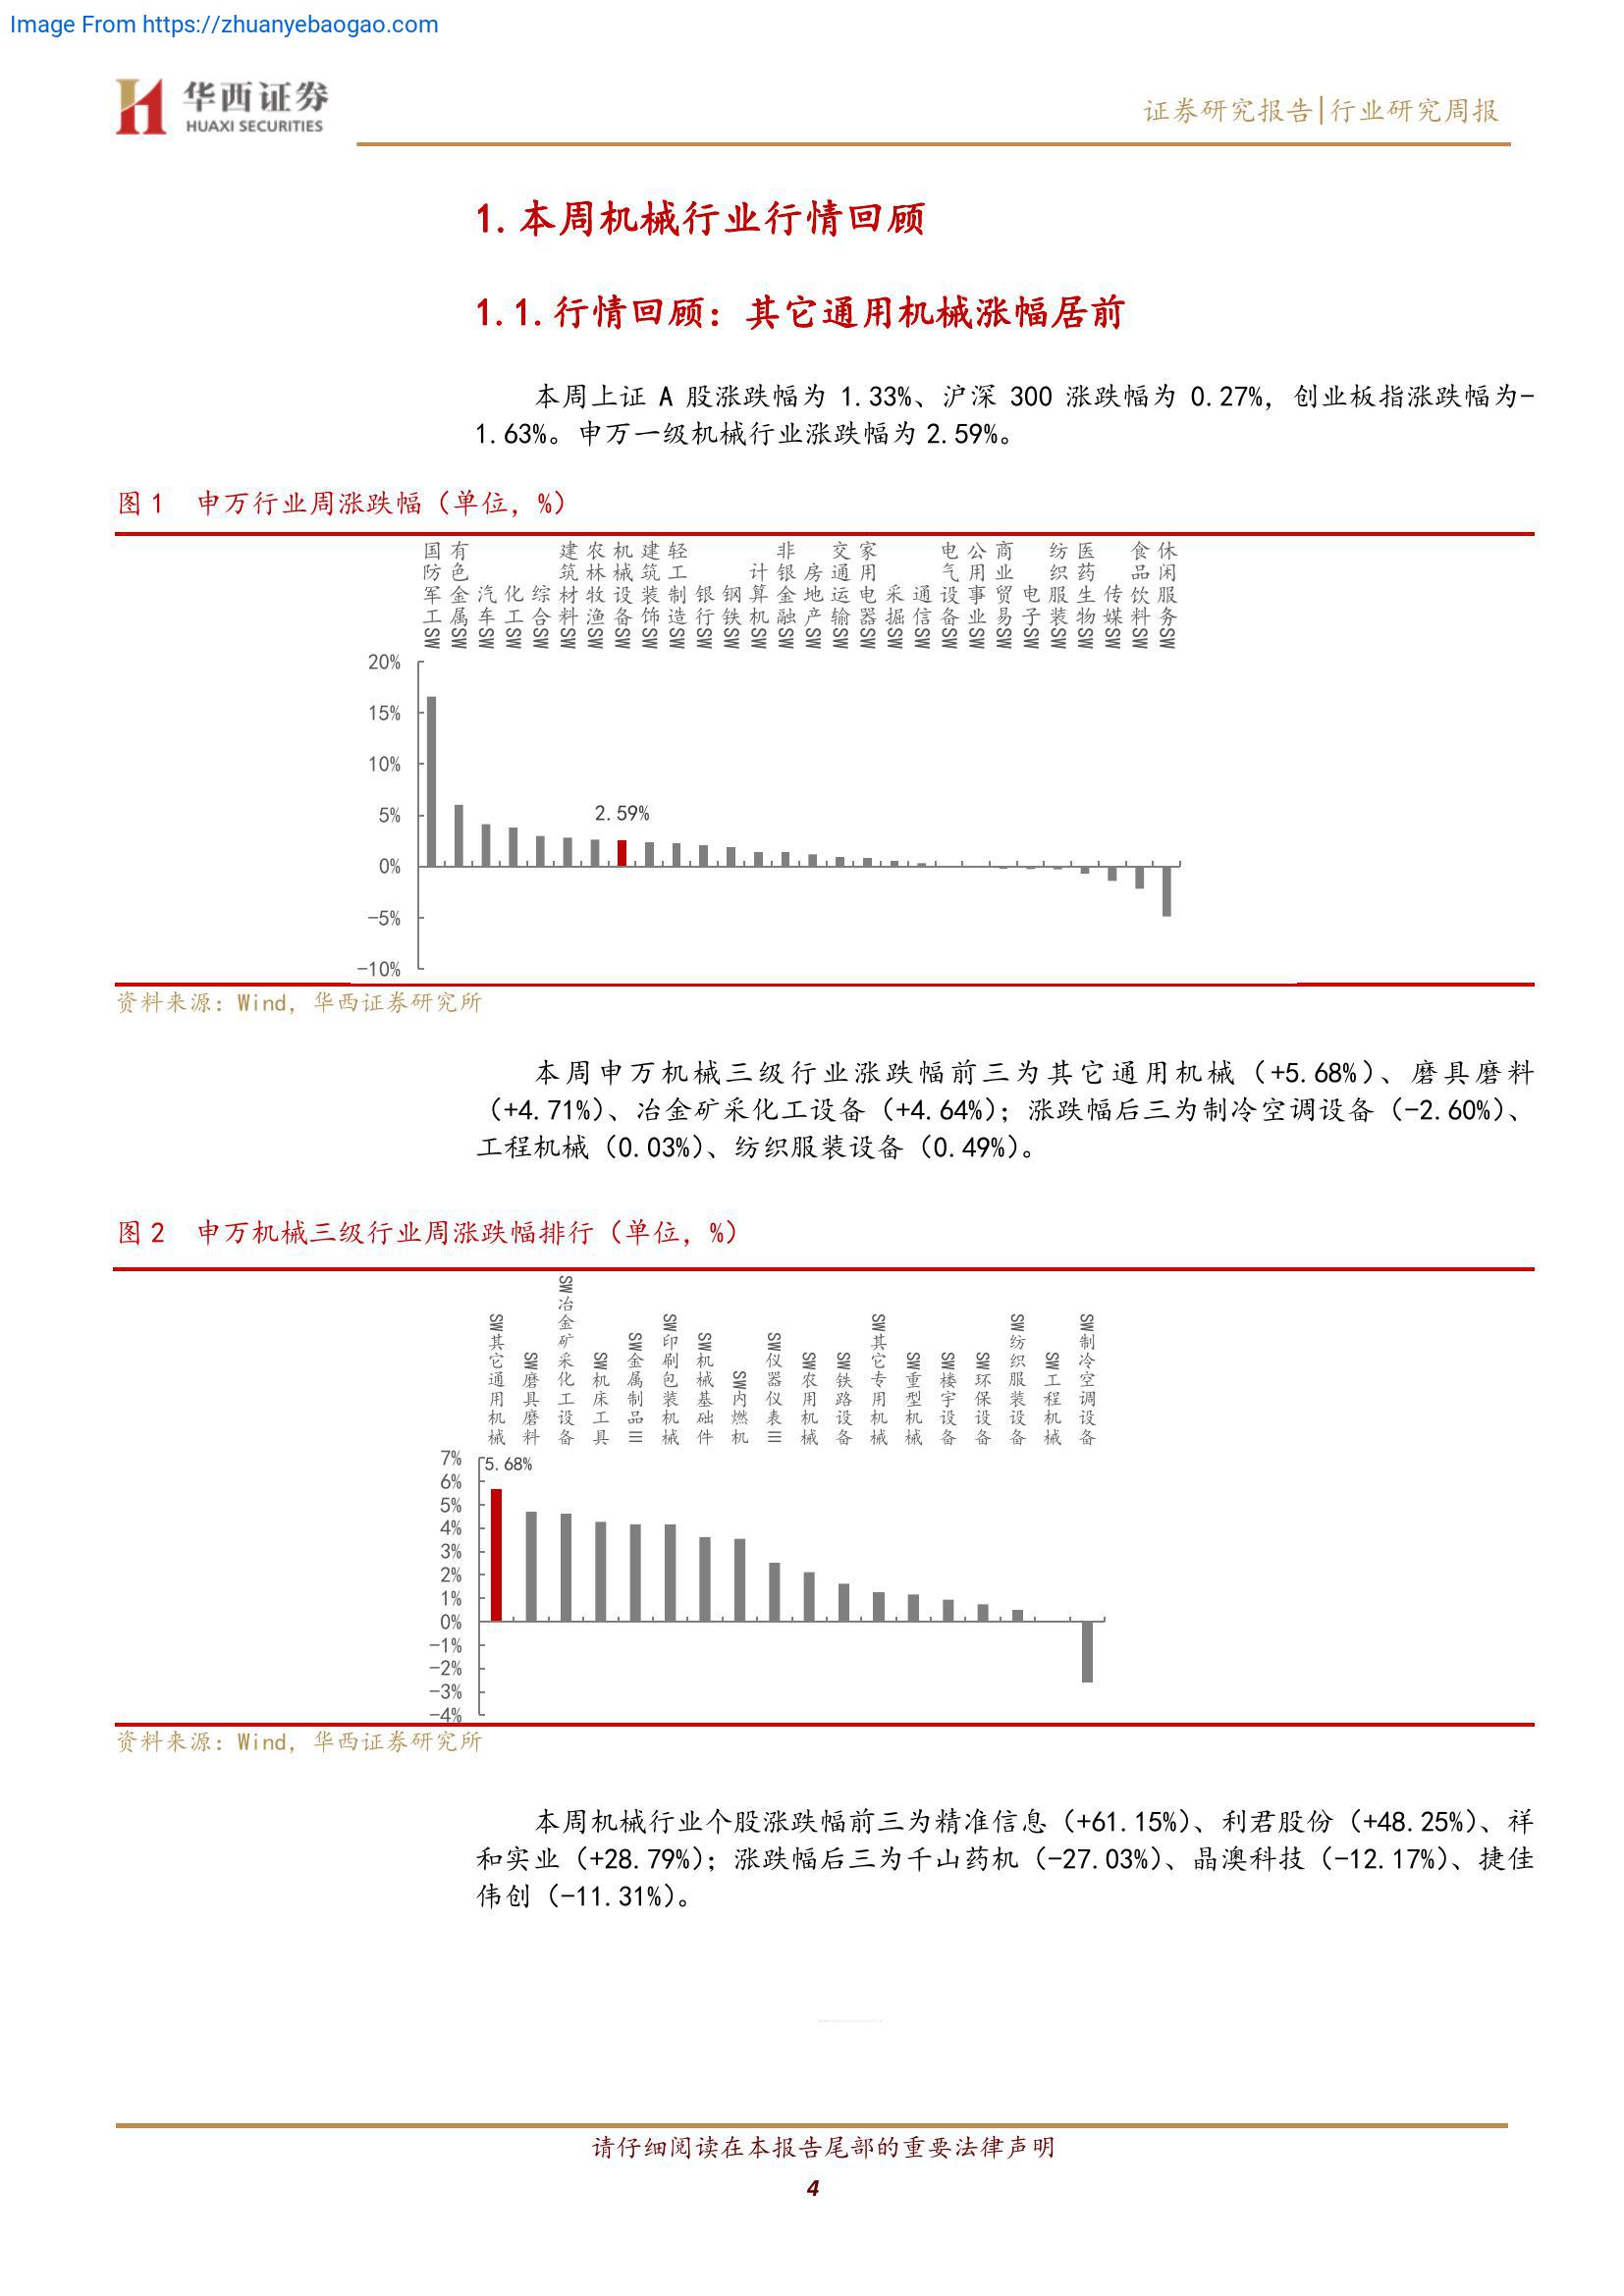 Image From https://zhuanyebaogao.com
华西证券
HUAXI SECURITIES
证券研究报告|行业研究周报
1.本周机械行业行情回顾
1.1.行情回顾：其它通用机械涨幅居前
本周上证 A 股涨跌幅为 1.33%、沪深 300 涨跌幅为 0.27%，创业板指涨跌幅为-
1.63%。申万一级机械行业涨跌幅为 2.59%。
图 1 申万行业周涨跌幅（单位，%）
国防军工SW
有色金属SW
汽车SW
化工SW
综合SW
建筑材料SW
农林牧渔SW
机械设备SW
建筑装饰SW
轻工制造SW
银行SW
钢铁SW
计算机SW
非银金融SW
房地产SW
交通运输SW
家用电器SW
采掘SW
通信SW
电气设备SW
公用事业SW
商业贸易SW
电子SW
纺织服装SW
医药生物SW
传媒SW
食品饮料SW
休闲服务SW
20%
15%
10%
5%
2.59%
0%
-5%
-10%
资料来源：Wind，华西证券研究所
本周申万机械三级行业涨跌幅前三为其它通用机械（+5.68%）、磨具磨料
（+4.71%）、冶金矿采化工设备（+4.64%）；涨跌幅后三为制冷空调设备（-2.60%）、
工程机械（0.03%）、纺织服装设备（0.49%）。
图 2 申万机械三级行业周涨跌幅排行（单位，%）
SW其它通用机械
SW磨具磨料
SW冶金矿采化工设备
SW机床工具
SW金属制品Ⅲ
SW印刷包装机械
SW机械基础件
SW内燃机
SW仪器仪表Ⅲ
SW农用机械
SW铁路设备
SW其它专用机械
SW重型机械
SW楼宇设备
SW环保设备
SW纺织服装设备
SW工程机械
SW制冷空调设备
7%
5.68%
6%
5%
4%
3%
2%
1%
0%
-1%
-2%
-3%
-4%
资料来源：Wind，华西证券研究所
本周机械行业个股涨跌幅前三为精准信息（+61.15%）、利君股份（+48.25%）、祥
和实业（+28.79%）；涨跌幅后三为千山药机（-27.03%）、晶澳科技（-12.17%）、捷佳
伟创（-11.31%）。
请仔细阅读在本报告尾部的重要法律声明
4